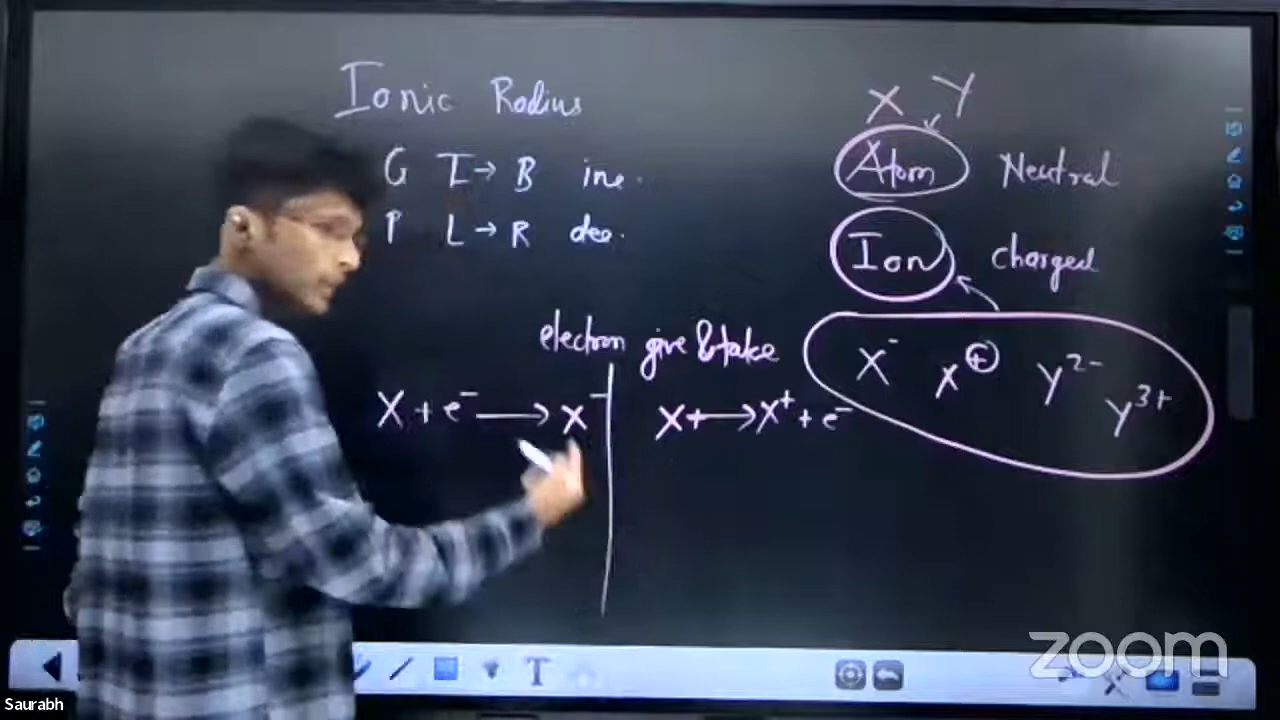 Ionic Radius
G T→B inc.
P L→R dec.
X Y
Atom Neutral
Ion charged
X⁻ X⁺ Y²⁻ Y³⁺
electron give & take
X + e⁻ → X⁻
X → X⁺ + e⁻
T
zoom
Saurabh